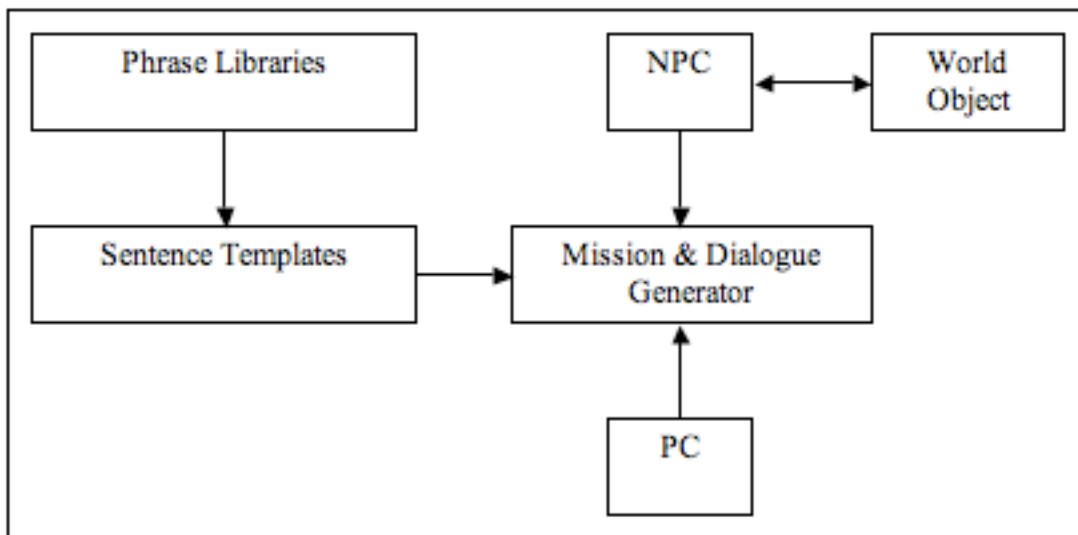 Phrase Libraries
NPC
World
Object
Sentence Templates
Mission & Dialogue
Generator
PC